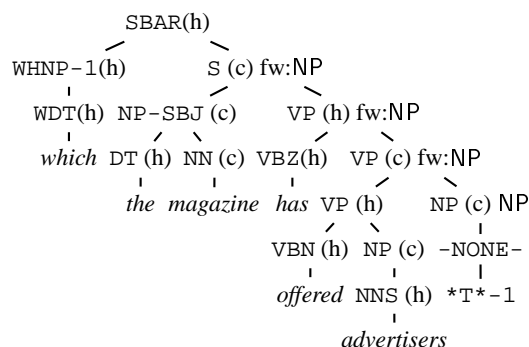 SBAR(h)
WHNP-1(h) S (c) fw:NP
WDT(h) NP-SBJ (c) VP (h) fw:NP
which DT (h) NN (c) VBZ(h) VP (c) fw:NP
the magazine has VP (h) NP (c) NP
VBN (h) NP (c) -NONE-
offered NNS (h) *T*-1
advertisers